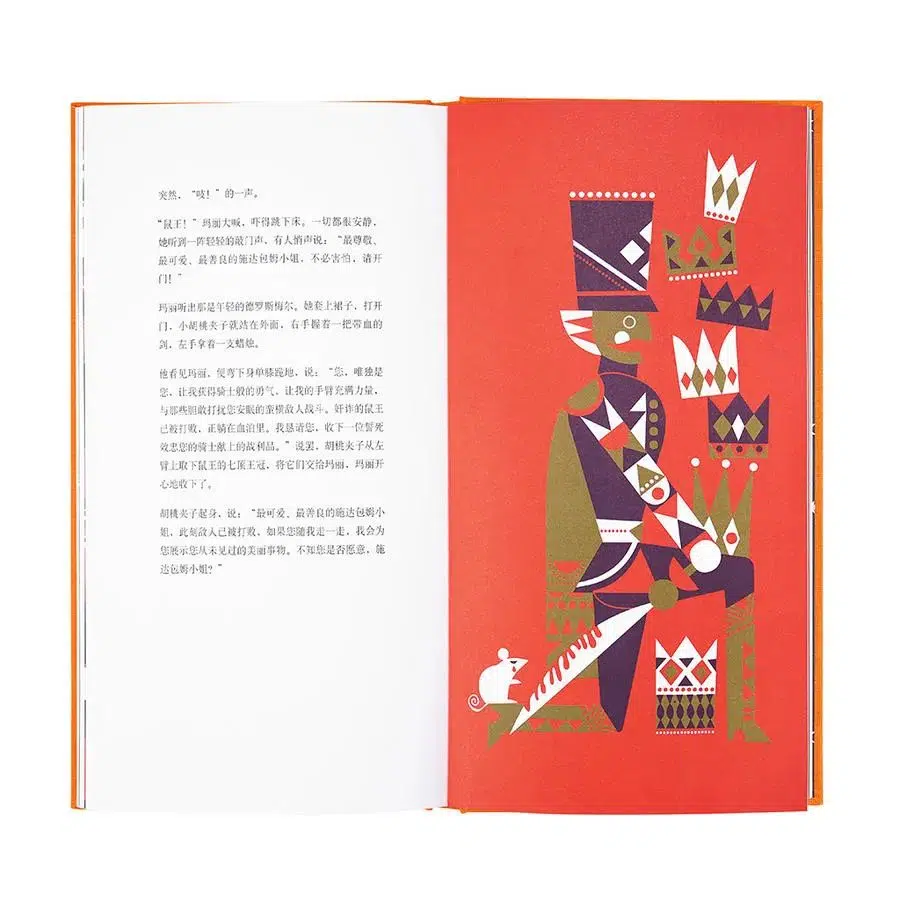 突然，“吱！”的一声。
“鼠王！”玛丽大喊，吓得跳下床。一切都很安静，
她听到一阵轻轻的敲门声，有人悄声说：“最尊敬、
最可爱、最善良的施达包姆小姐，不必害怕，请开
门！”
玛丽听出那是年轻的德罗斯梅尔。她套上裙子，打开
门，小胡桃夹子就站在外面，右手握着一把带血的
剑，左手拿着一支蜡烛。
他看见玛丽，便弯下身单膝跪地，说：“您，唯独是
您，让我获得骑士般的勇气，让我的手臂充满力量，
与那些胆敢打扰您安眠的蛮横敌人战斗。奸诈的鼠王
已被打败，正躺在血泊里。我恳请您，收下一位誓死
效忠您的骑士献上的战利品。”说罢，胡桃夹子从左
臂上取下鼠王的七顶王冠，将它们交给玛丽，玛丽开
心地收下了。
胡桃夹子起身，说：“最可爱、最善良的施达包姆小
姐，此刻敌人已被打败，如果您随我走一走，我会为
您展示您从未见过的美丽事物。不知您是否愿意，施
达包姆小姐？”